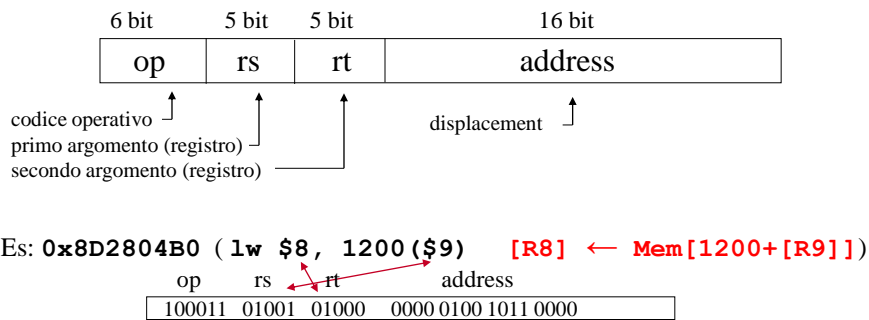 6 bit 5 bit 5 bit 16 bit
op rs rt address
codice operativo
displacement
primo argomento (registro)
secondo argomento (registro)
Es: 0x8D2804B0 ( lw $8, 1200($9) [R8] ← Mem[1200+[R9]])
op rs rt address
100011 01001 01000 0000 0100 1011 0000